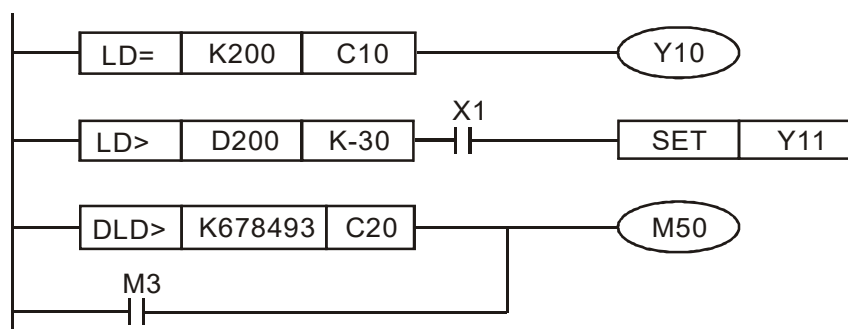 LD= K200 C10 Y10
X1
LD> D200 K-30 SET Y11
DLD> K678493 C20 M50
M3